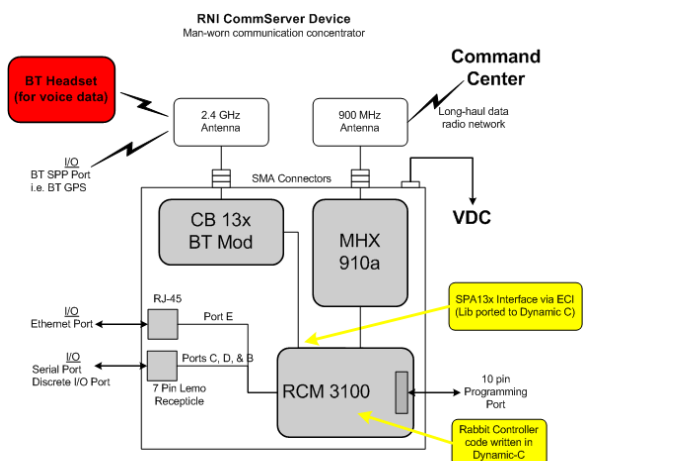 RNI CommServer Device
Man-worn communication concentrator
BT Headset
(for voice data)
2.4 GHz
Antenna
900 MHz
Antenna
Command
Center
Long-haul data
radio network
I/O
BT SPP Port
i.e. BT GPS
SMA Connectors
VDC
CB 13x
BT Mod
MHX
910a
SPA13x Interface via ECI
(Lib ported to Dynamic C)
RJ-45
I/O
Ethernet Port
Port E
I/O
Serial Port
Discrete I/O Port
Ports C, D, & B
7 Pin Lemo
Recepticle
RCM 3100
10 pin
Programming
Port
Rabbit Controller
code written in
Dynamic-C